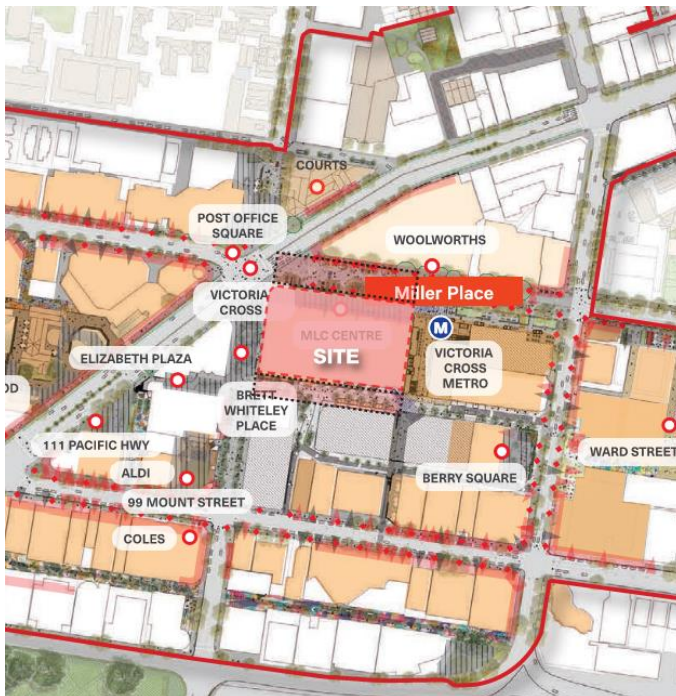 COURTS
POST OFFICE
SQUARE
WOOLWORTHS
VICTORIA
CROSS
Miller Place
MLC CENTRE
SITE
M
VICTORIA
CROSS
METRO
ELIZABETH PLAZA
OD
BRETT
WHITELEY
PLACE
111 PACIFIC HWY
ALDI
BERRY SQUARE
WARD STREET
99 MOUNT STREET
COLES